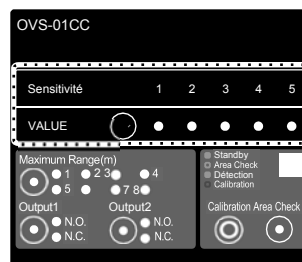 OVS-01CC
Sensitivité 1 2 3 4 5
VALUE
Maximum Range(m)
1 2 3 4
5 7 8
Standby
Area Check
Détection
Calibration
Output1 Output2
N.O. N.O.
N.C. N.C.
Calibration Area Check